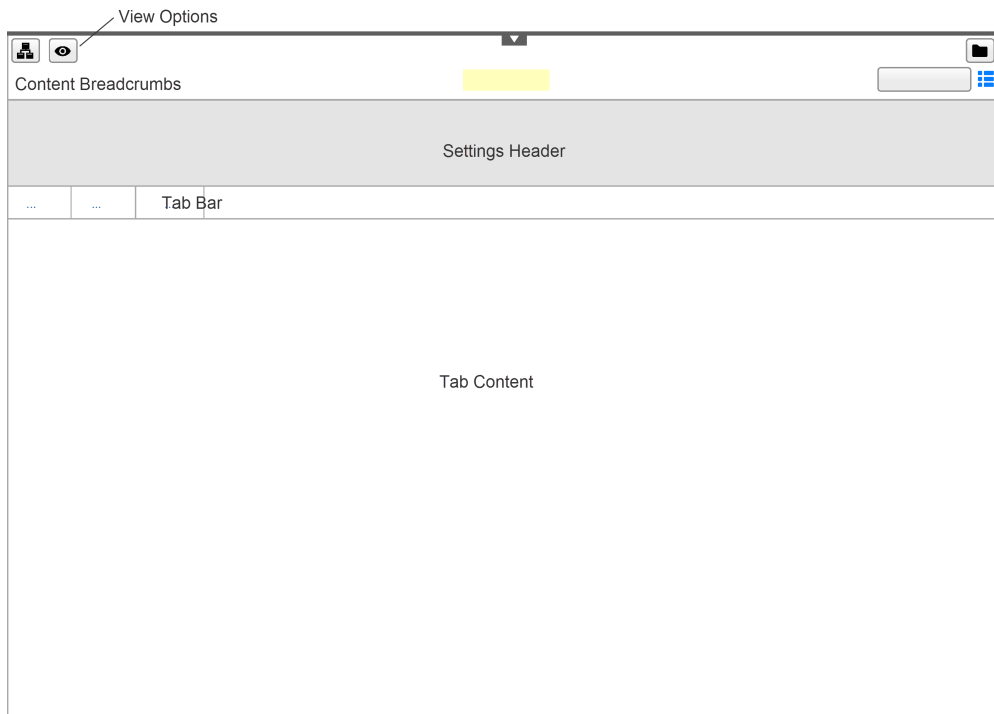 View Options
Content Breadcrumbs
Settings Header
...
...
Tab Bar
Tab Content